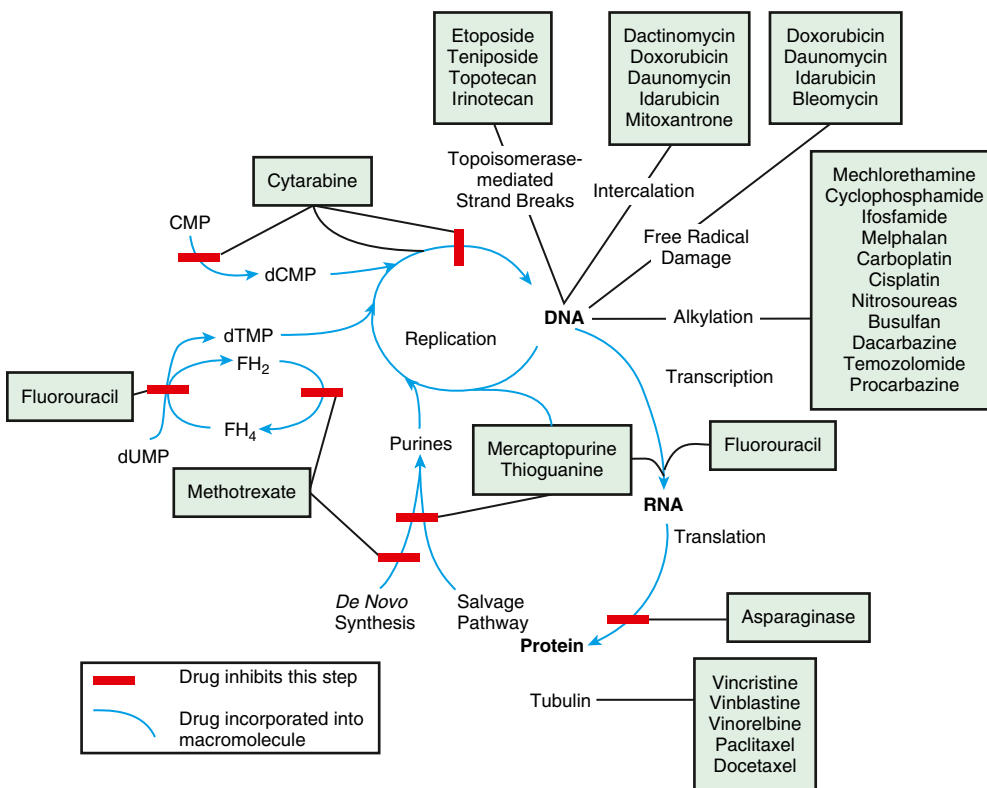 Etoposide
Teniposide
Topotecan
Irinotecan
Dactinomycin
Doxorubicin
Daunomycin
Idarubicin
Mitoxantrone
Doxorubicin
Daunomycin
Idarubicin
Bleomycin
Topoisomerase-
mediated
Strand Breaks
Intercalation
Free Radical
Damage
Mechlorethamine
Cyclophosphamide
Ifosfamide
Melphalan
Carboplatin
Cisplatin
Nitrosoureas
Busulfan
Dacarbazine
Temozolomide
Procarbazine
Cytarabine
CMP
dCMP
DNA
Alkylation
dTMP
Replication
FH2
Transcription
Fluorouracil
FH4
dUMP
Purines
Mercaptopurine
Thioguanine
Fluorouracil
Methotrexate
RNA
Translation
De Novo
Synthesis
Salvage
Pathway
Asparaginase
Protein
Drug inhibits this step
Drug incorporated into
macromolecule
Tubulin
Vincristine
Vinblastine
Vinorelbine
Paclitaxel
Docetaxel